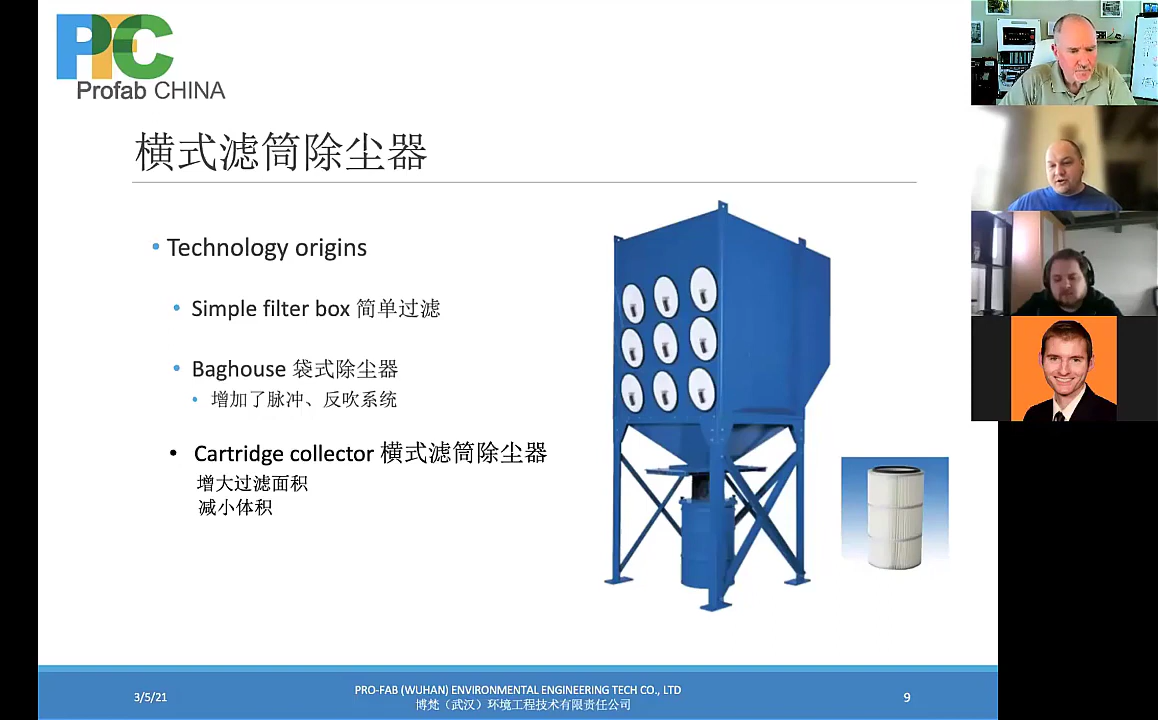 PFC
Profab CHINA
横式滤筒除尘器
• Technology origins
• Simple filter box 简单过滤
• Baghouse 袋式除尘器
• 增加了脉冲、反吹系统
• Cartridge collector 横式滤筒除尘器
增大过滤面积
减小体积
3/5/21
PRO-FAB (WUHAN) ENVIRONMENTAL ENGINEERING TECH CO., LTD
博梵（武汉）环境工程技术有限责任公司
9